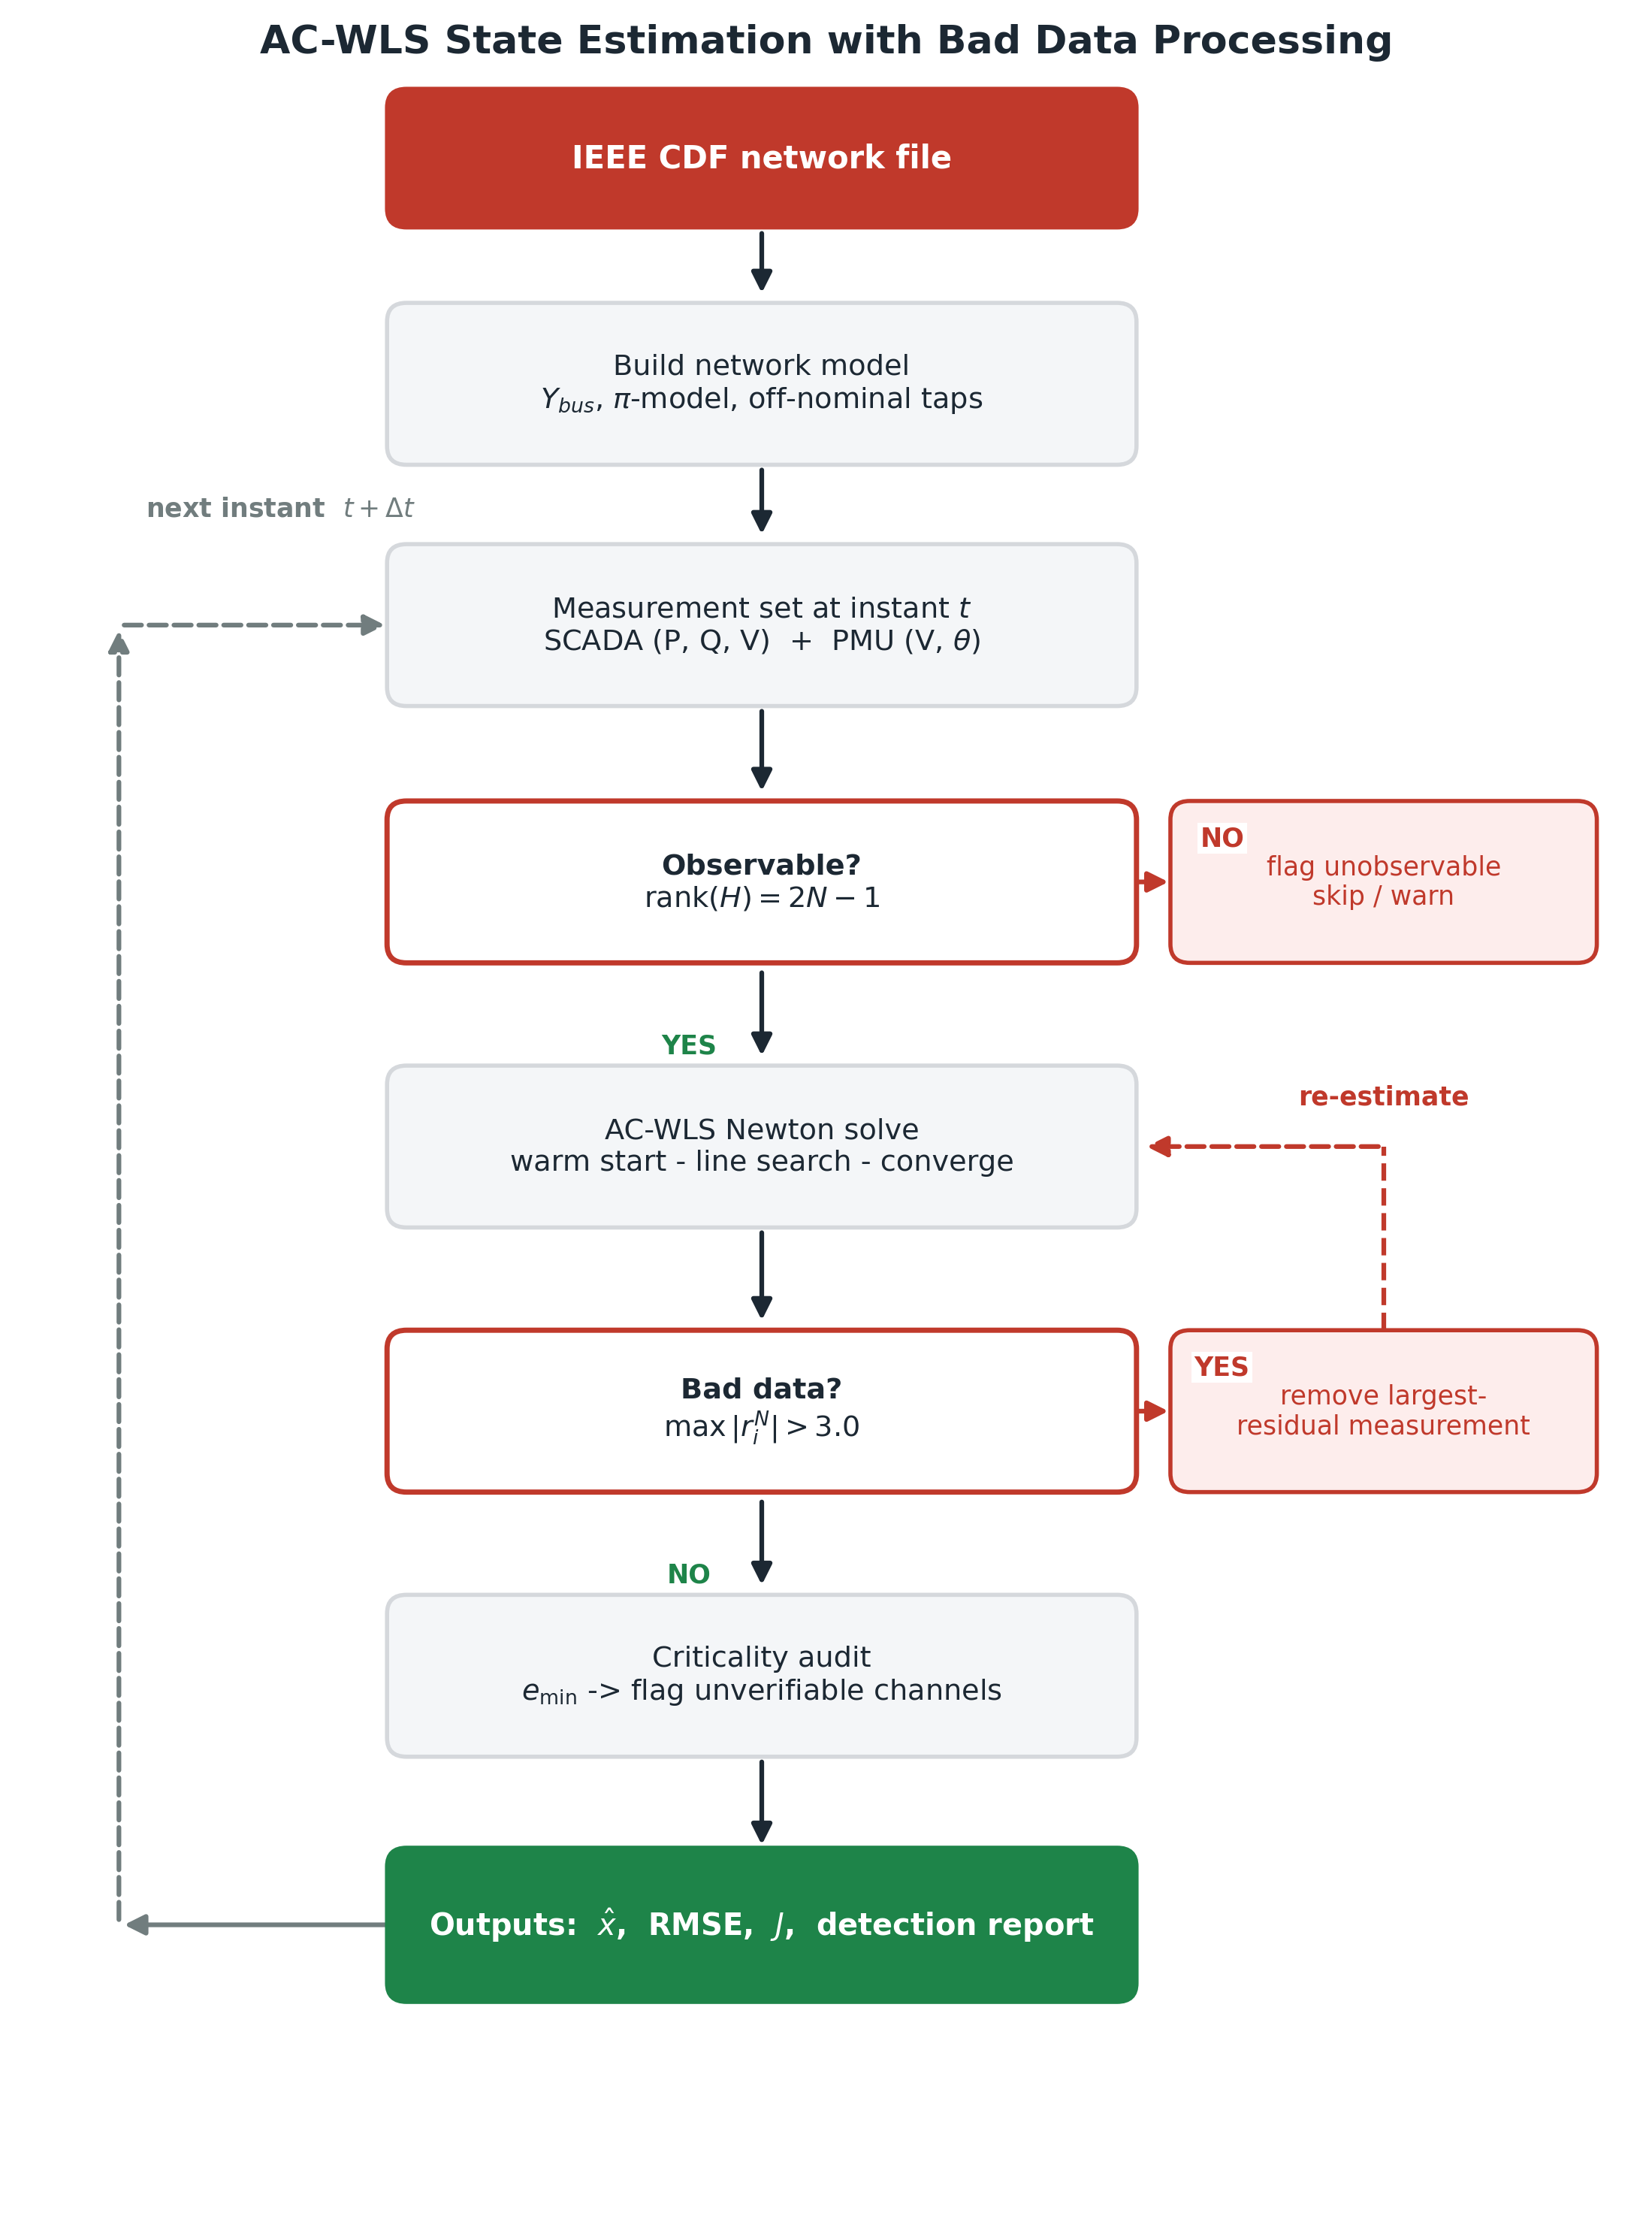 AC-WLS State Estimation with Bad Data Processing
IEEE CDF network file
Build network model
Y_bus, π-model, off-nominal taps
next instant t + Δt
Measurement set at instant t
SCADA (P, Q, V) + PMU (V, θ)
Observable?
rank(H) = 2N − 1
NO
flag unobservable
skip / warn
YES
AC-WLS Newton solve
warm start - line search - converge
re-estimate
Bad data?
max |r_i^N| > 3.0
YES
remove largest-
residual measurement
NO
Criticality audit
e_min -> flag unverifiable channels
Outputs: x̂, RMSE, J, detection report